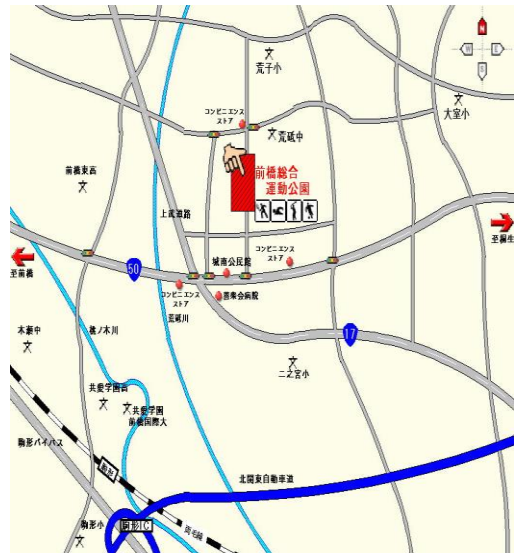 N
W
E
S
荒子小
大室小
コンビニエンス
ストア
荒砥中
前橋総合
運動公園
前橋東高
上武道路
至桐生
至前橋
50
城南公民館
コンビニエンス
ストア
コンビニエンス
ストア
善衆会病院
荒砥川
桃ノ木川
17
木瀬中
二之宮小
共愛学園高
共愛学園
前橋国際大
駒形バイパス
駒形
北関東自動車道
両毛線
駒形小
駒形IC